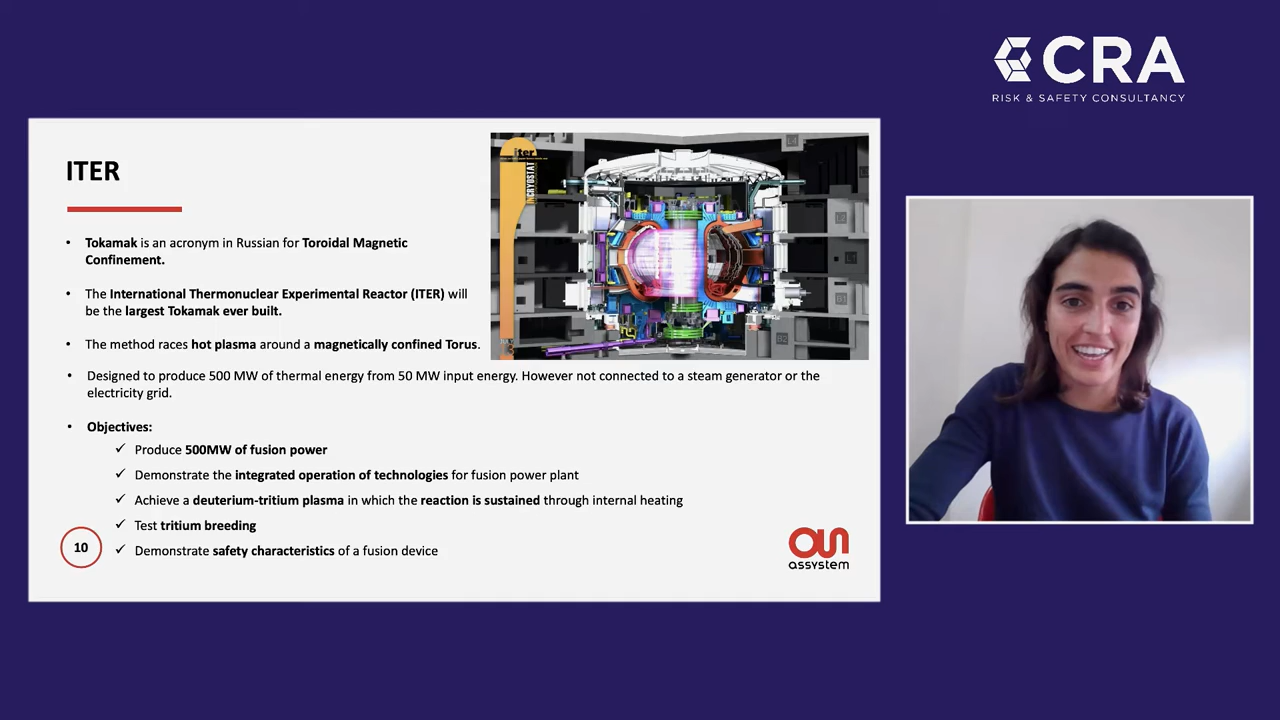 CRA
RISK & SAFETY CONSULTANCY
ITER
iter
CRYOSTAT
• Tokamak is an acronym in Russian for Toroidal Magnetic
Confinement.
• The International Thermonuclear Experimental Reactor (ITER) will
be the largest Tokamak ever built.
• The method races hot plasma around a magnetically confined Torus.
• Designed to produce 500 MW of thermal energy from 50 MW input energy. However not connected to a steam generator or the
electricity grid.
• Objectives:
✓ Produce 500MW of fusion power
✓ Demonstrate the integrated operation of technologies for fusion power plant
✓ Achieve a deuterium-tritium plasma in which the reaction is sustained through internal heating
✓ Test tritium breeding
✓ Demonstrate safety characteristics of a fusion device
10
assystem